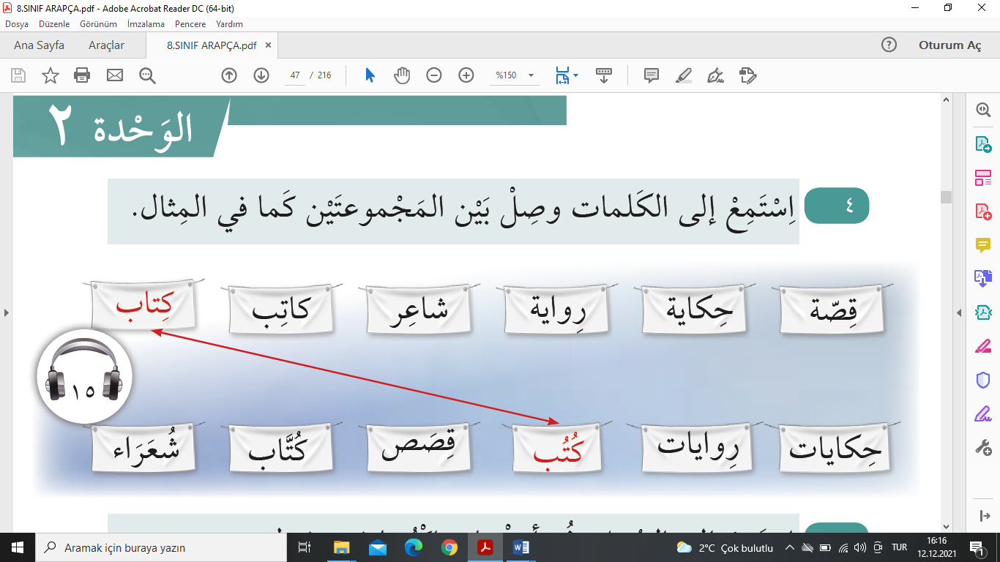 8.SINIF ARAPÇA.pdf - Adobe Acrobat Reader DC (64-bit)
Dosya Düzenle Görünüm İmzalama Pencere Yardım
Ana Sayfa Araçlar 8.SINIF ARAPÇA.pdf × Oturum Aç
47 / 216 %150
الوَحْدة ٢
٤ اِسْتَمِعْ إلى الكَلمات وصِلْ بَيْن المَجْموعتَيْن كَما في المِثال.
قِصّة حِكاية رِواية شاعِر كاتِب كِتاب
١٥
حِكايات رِوايات كُتُب قِصَص كُتَّاب شُعَرَاء
Aramak için buraya yazın 2°C Çok bulutlu TUR 16:16
12.12.2021 1